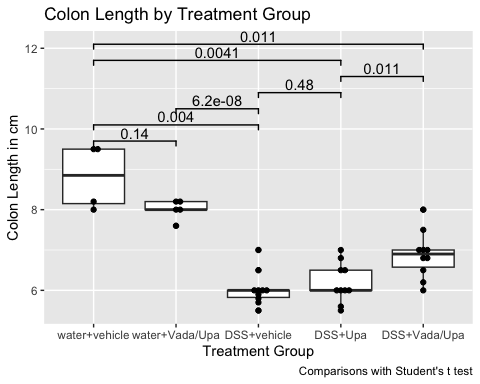 Colon Length by Treatment Group
0.011
12
0.0041
0.011
0.48
6.2e-08
0.004
10
0.14
8
6
Colon Length in cm
water+vehicle water+Vada/Upa DSS+vehicle DSS+Upa DSS+Vada/Upa
Treatment Group
Comparisons with Student's t test